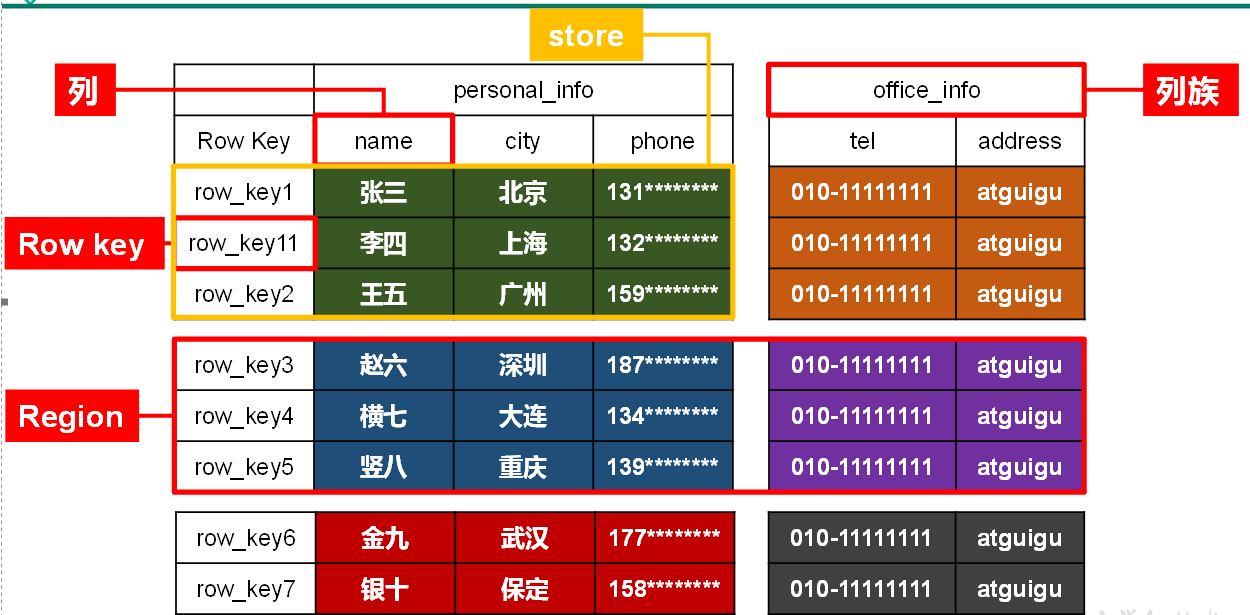 store
列 personal_info office_info 列族
Row Key name city phone tel address
row_key1 张三 北京 131******** 010-11111111 atguigu
Row key row_key11 李四 上海 132******** 010-11111111 atguigu
row_key2 王五 广州 159******** 010-11111111 atguigu
row_key3 赵六 深圳 187******** 010-11111111 atguigu
Region row_key4 横七 大连 134******** 010-11111111 atguigu
row_key5 竖八 重庆 139******** 010-11111111 atguigu
row_key6 金九 武汉 177******** 010-11111111 atguigu
row_key7 银十 保定 158******** 010-11111111 atguigu